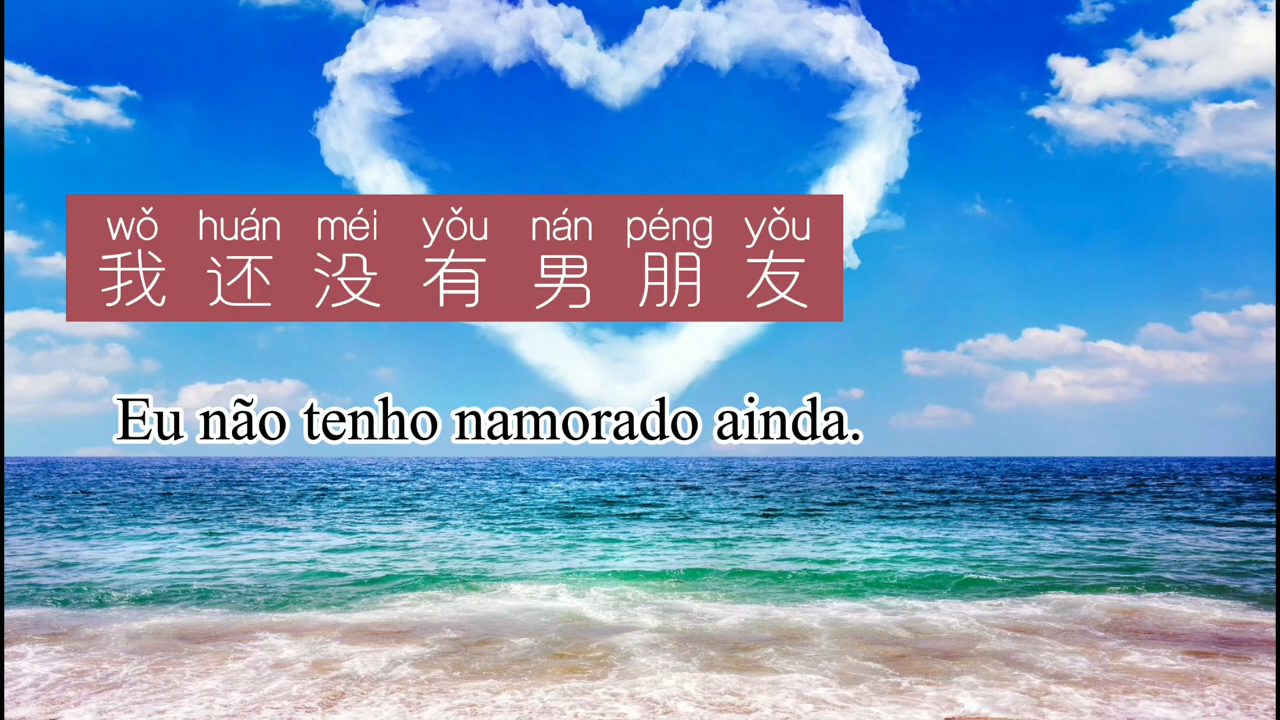 wǒ huán méi yǒu nán péng yǒu
我还没有男朋友
Eu não tenho namorado ainda.